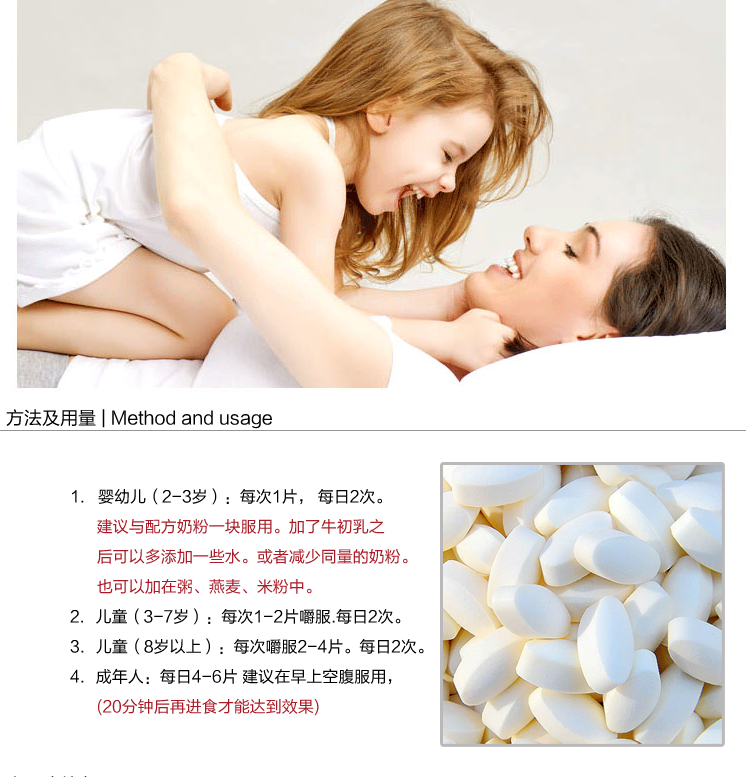 方法及用量 | Method and usage
1. 婴幼儿（2-3岁）：每次1片， 每日2次。
建议与配方奶粉一块服用。加了牛初乳之
后可以多添加一些水。或者减少同量的奶粉。
也可以加在粥、燕麦、米粉中。
2. 儿童（3-7岁）：每次1-2片嚼服.每日2次。
3. 儿童（8岁以上）：每次嚼服2-4片。每日2次。
4. 成年人：每日4-6片 建议在早上空腹服用，
(20分钟后再进食才能达到效果)